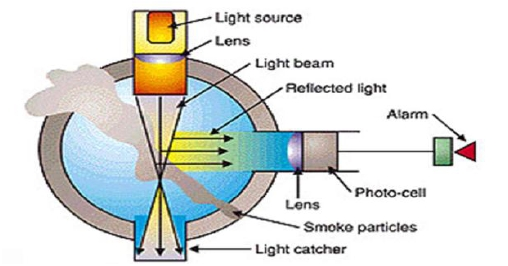 Light source
Lens
Light beam
Reflected light
Alarm
Photo-cell
Lens
Smoke particles
Light catcher